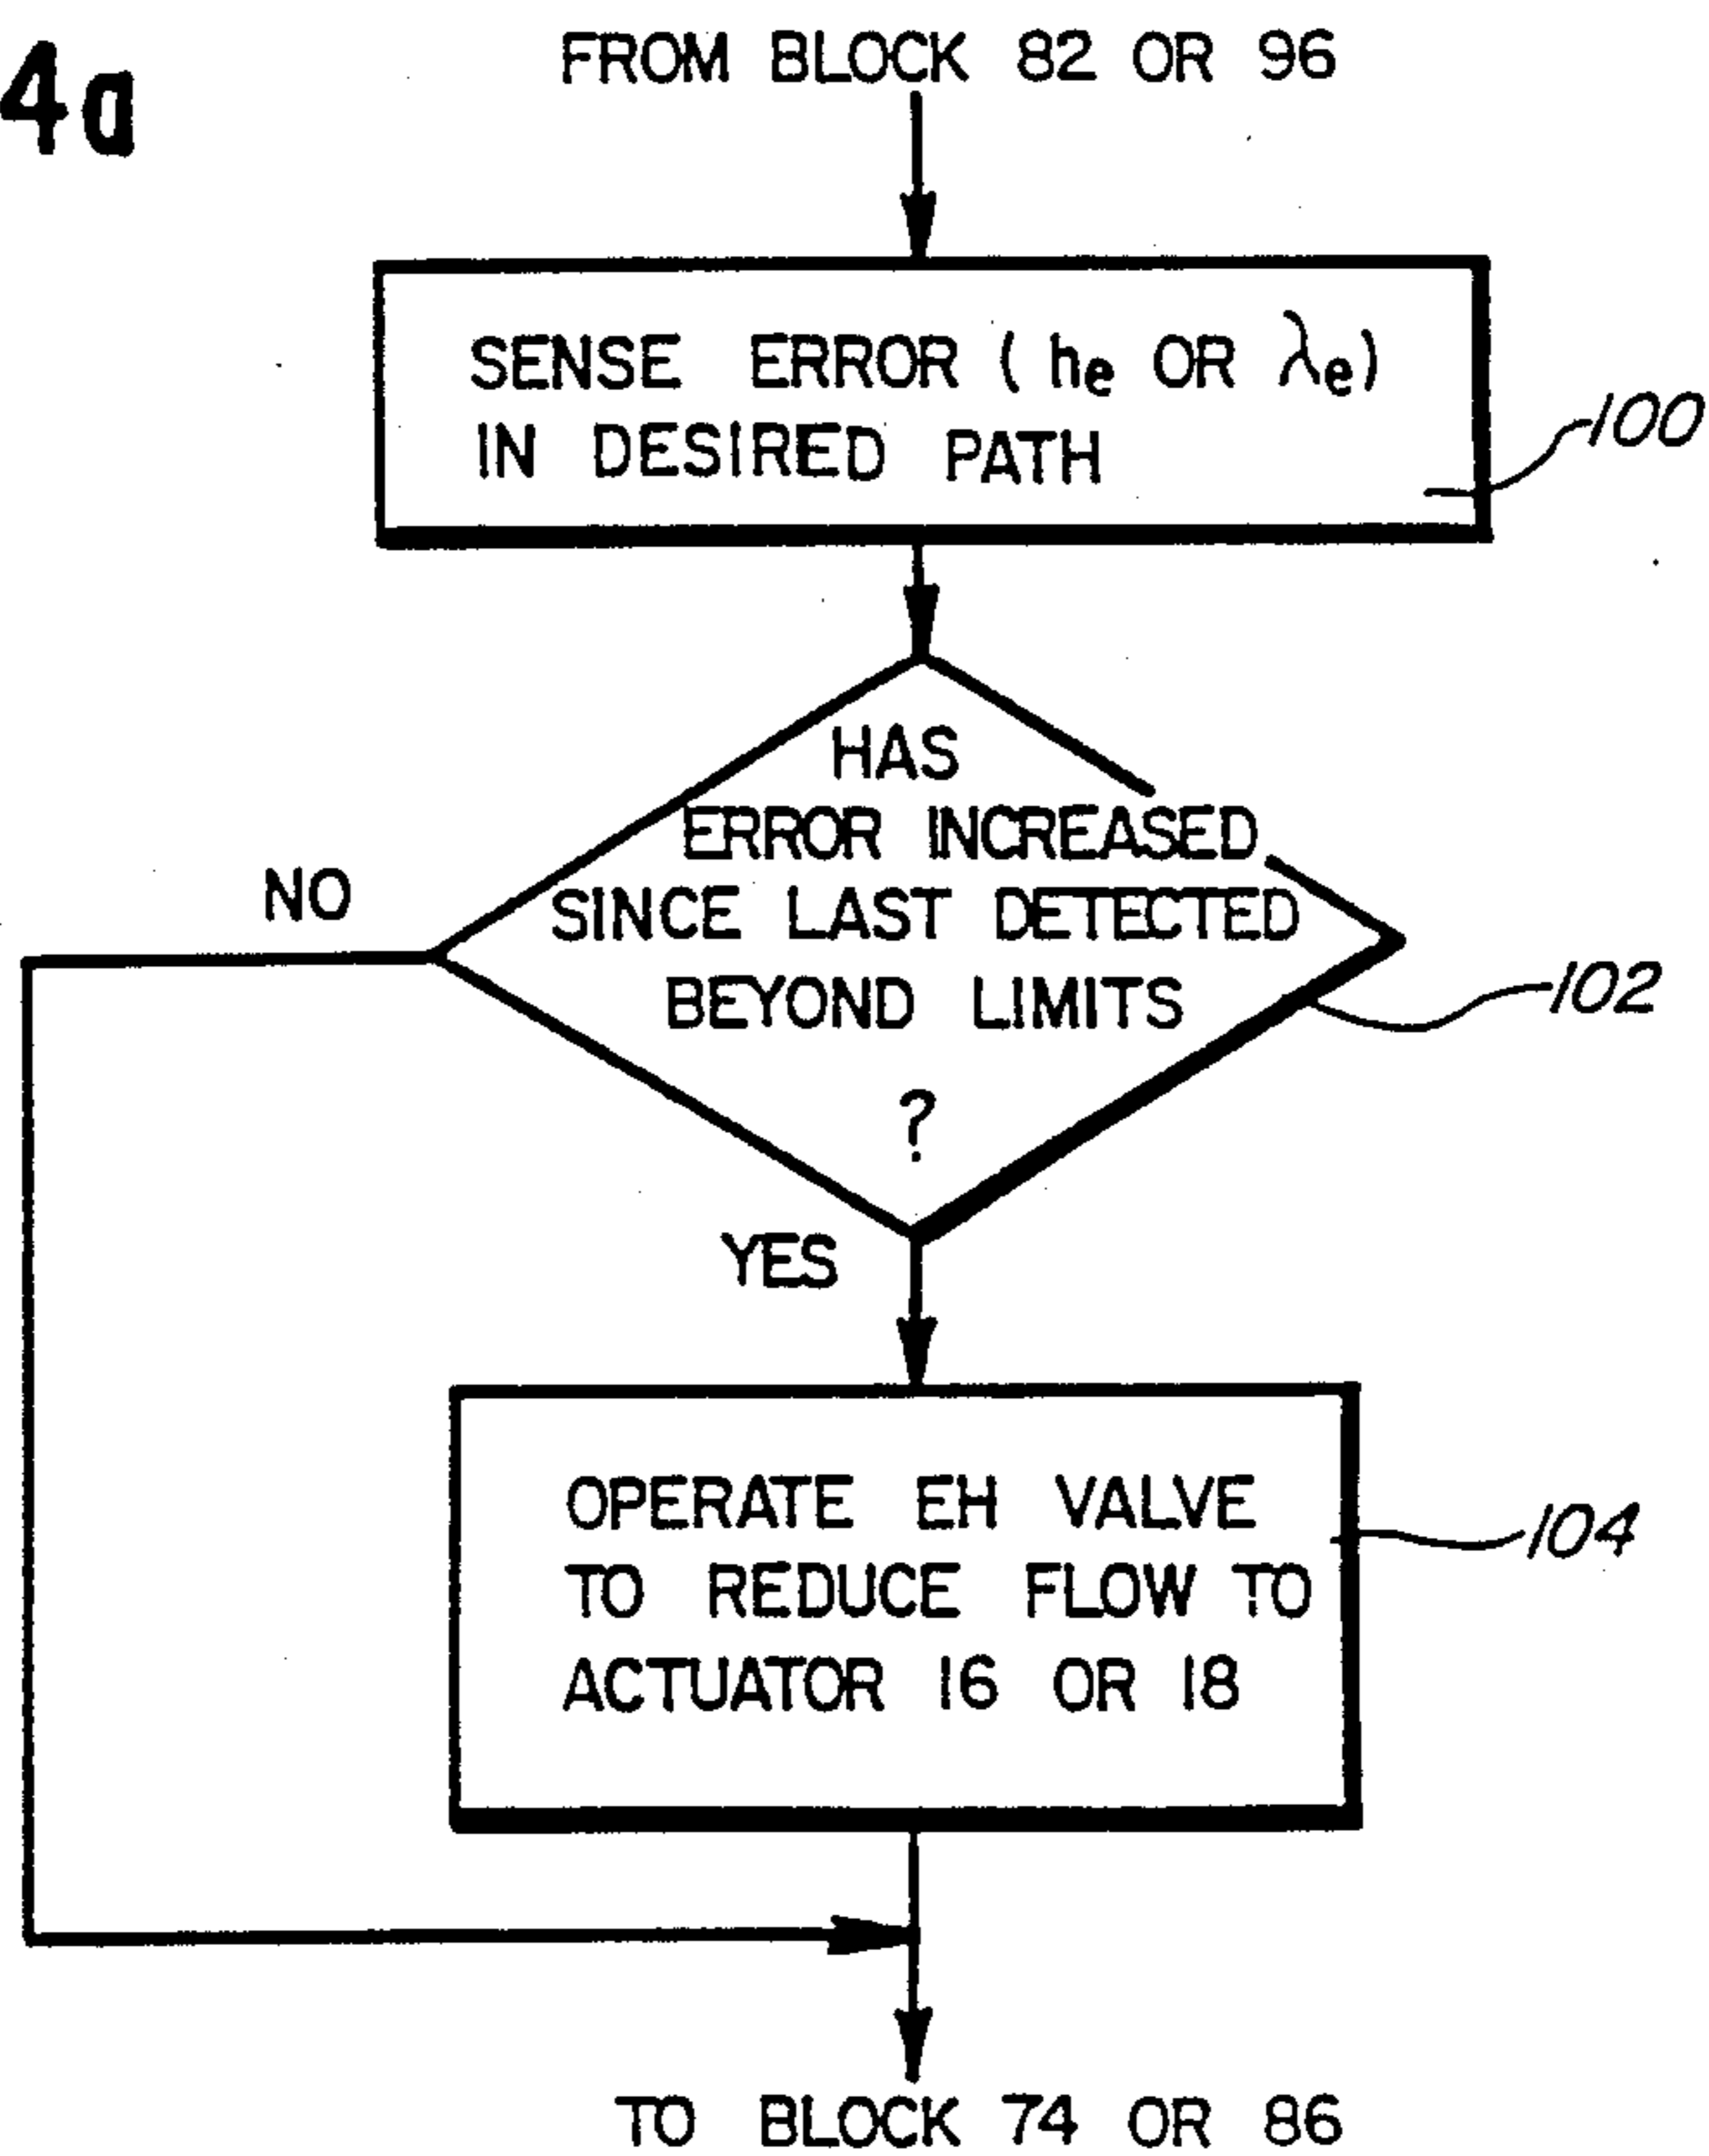 4a
FROM BLOCK 82 OR 96
SENSE ERROR (he OR λe)
IN DESIRED PATH
100
HAS
ERROR INCREASED
SINCE LAST DETECTED
BEYOND LIMITS
?
NO
102
YES
OPERATE EH VALVE
TO REDUCE FLOW TO
ACTUATOR 16 OR 18
104
TO BLOCK 74 OR 86